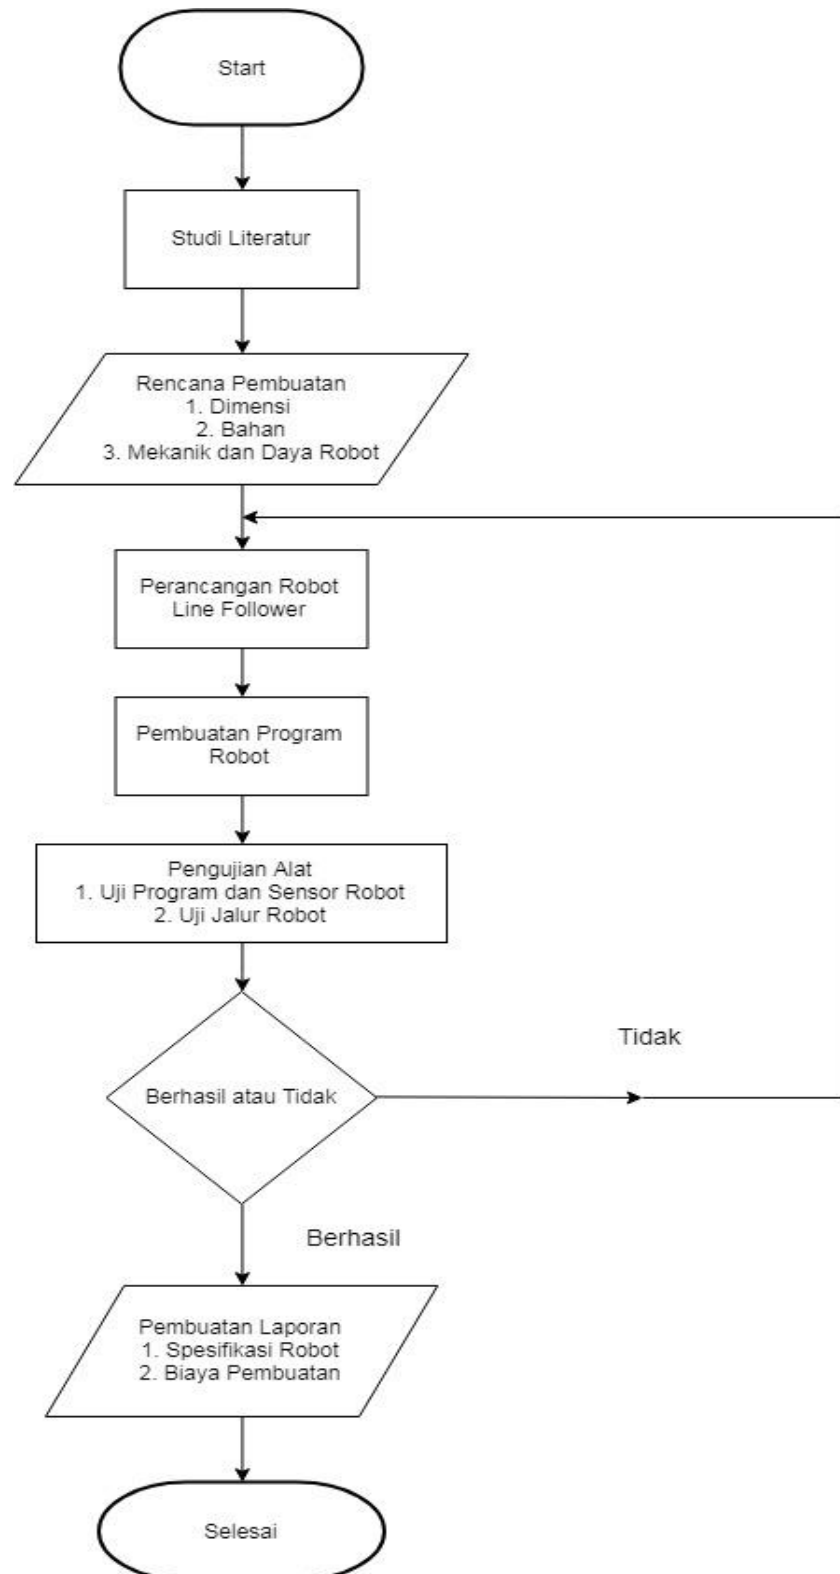 Start
Studi Literatur
Rencana Pembuatan
1. Dimensi
2. Bahan
3. Mekanik dan Daya Robot
Perancangan Robot
Line Follower
Pembuatan Program
Robot
Pengujian Alat
1. Uji Program dan Sensor Robot
2. Uji Jalur Robot
Tidak
Berhasil atau Tidak
Berhasil
Pembuatan Laporan
1. Spesifikasi Robot
2. Biaya Pembuatan
Selesai